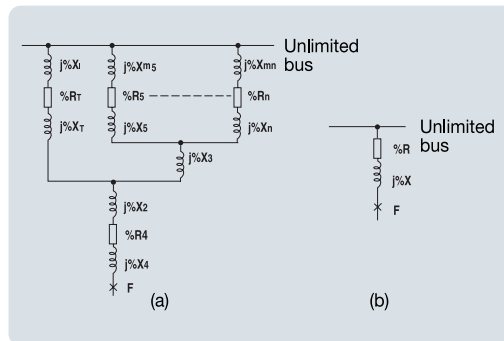 Unlimited
bus
j%Xl j%Xm5 j%Xmn
%RT %R5 %Rn
j%XT j%X5 j%Xn
j%X3
j%X2
%R4
j%X4
F
(a)
Unlimited
bus
%R
j%X
F
(b)